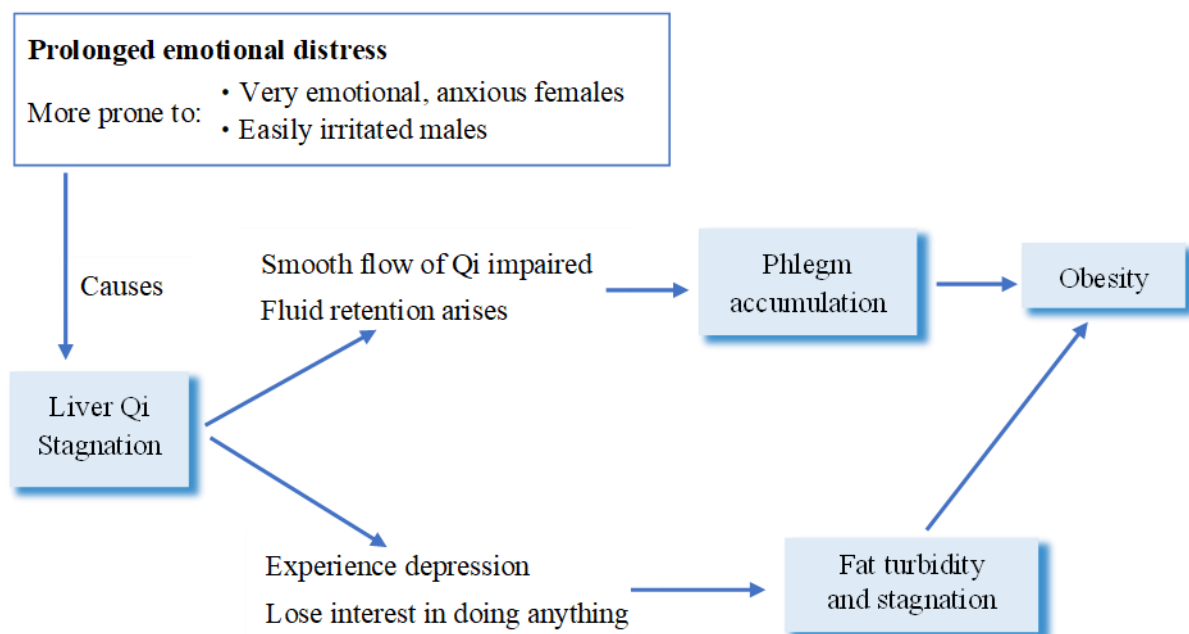 Prolonged emotional distress
More prone to:
・Very emotional, anxious females
・Easily irritated males
Causes
Liver Qi
Stagnation
Smooth flow of Qi impaired
Fluid retention arises
Phlegm
accumulation
Obesity
Experience depression
Lose interest in doing anything
Fat turbidity
and stagnation